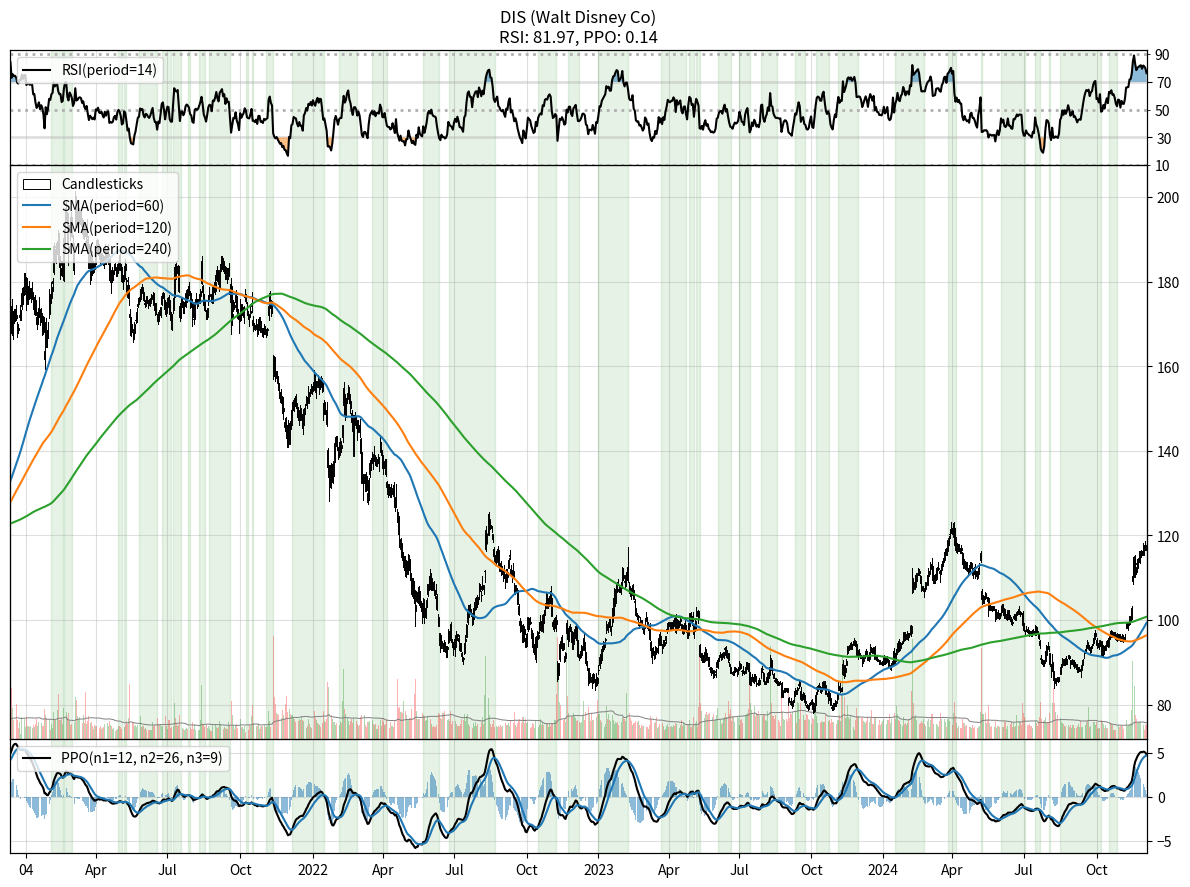 DIS (Walt Disney Co)
RSI: 81.97, PPO: 0.14
RSI(period=14)
90
70
50
30
10
Candlesticks
SMA(period=60)
SMA(period=120)
SMA(period=240)
200
180
160
140
120
100
80
PPO(n1=12, n2=26, n3=9)
5
0
−5
04 Apr Jul Oct 2022 Apr Jul Oct 2023 Apr Jul Oct 2024 Apr Jul Oct